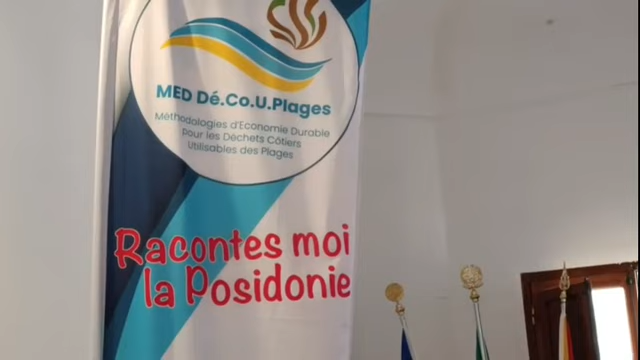 MED Dé.Co.U.Plages
Méthodologies d'Economie Durable
Pour les Déchets Côtiers
Utilisables des Plages
Racontes moi
la Posidonie